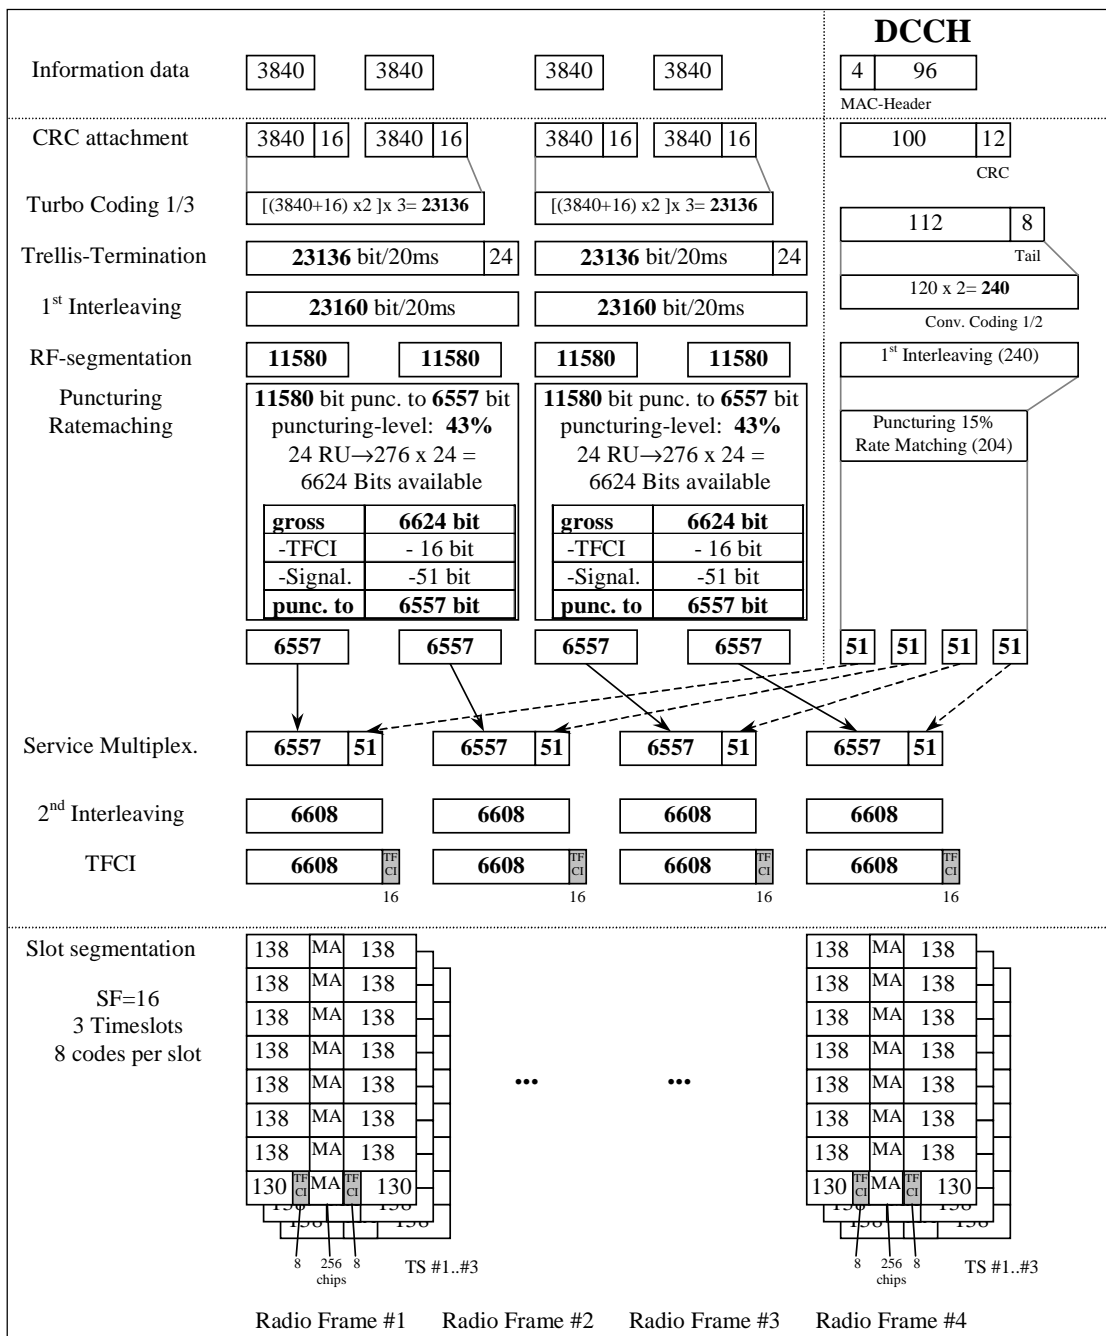 DCCH
Information data 3840 3840 3840 3840 4 96
MAC-Header
CRC attachment 3840 16 3840 16 3840 16 3840 16 100 12
CRC
Turbo Coding 1/3 [(3840+16) x2 ]x 3= 23136 [(3840+16) x2 ]x 3= 23136
112 8
Tail
Trellis-Termination 23136 bit/20ms 24 23136 bit/20ms 24
120 x 2= 240
Conv. Coding 1/2
1st Interleaving 23160 bit/20ms 23160 bit/20ms
RF-segmentation 11580 11580 11580 11580 1st Interleaving (240)
Puncturing
Ratemaching
11580 bit punc. to 6557 bit
puncturing-level: 43%
24 RU→276 x 24 =
6624 Bits available
gross 6624 bit
-TFCI - 16 bit
-Signal. -51 bit
punc. to 6557 bit
11580 bit punc. to 6557 bit
puncturing-level: 43%
24 RU→276 x 24 =
6624 Bits available
gross 6624 bit
-TFCI - 16 bit
-Signal. -51 bit
punc. to 6557 bit
Puncturing 15%
Rate Matching (204)
6557 6557 6557 6557 51 51 51 51
Service Multiplex. 6557 51 6557 51 6557 51 6557 51
2nd Interleaving 6608 6608 6608 6608
TFCI 6608 TF CI 6608 TF CI 6608 TF CI 6608 TF CI
16 16 16 16
Slot segmentation
SF=16
3 Timeslots
8 codes per slot
138 MA 138
138 MA 138
138 MA 138
138 MA 138
138 MA 138
138 MA 138
138 MA 138
130 TF CI MA TF CI 130
138 138
138 138
8 256 chips 8 TS #1..#3
... ...
138 MA 138
138 MA 138
138 MA 138
138 MA 138
138 MA 138
138 MA 138
138 MA 138
130 TF CI MA TF CI 130
138 138
138 138
8 256 chips 8 TS #1..#3
Radio Frame #1 Radio Frame #2 Radio Frame #3 Radio Frame #4